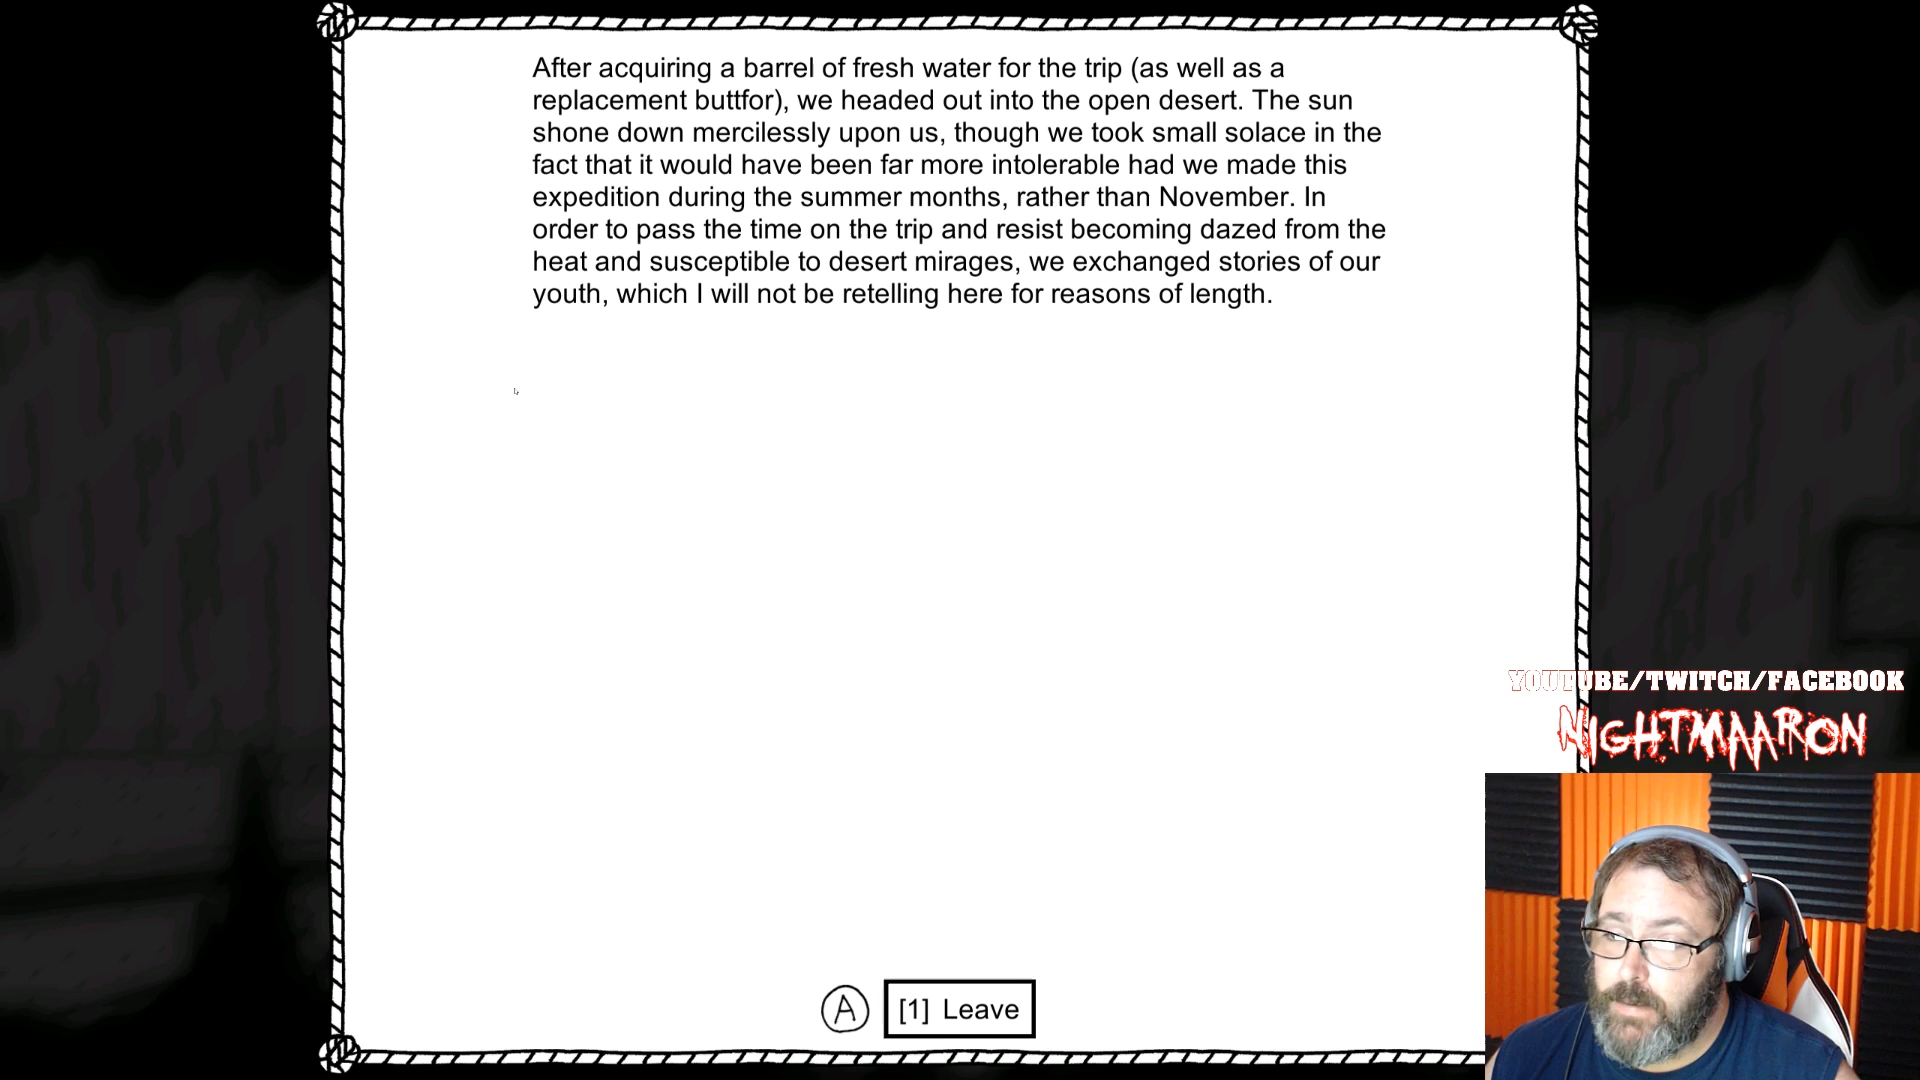 After acquiring a barrel of fresh water for the trip (as well as a
replacement buttfor), we headed out into the open desert. The sun
shone down mercilessly upon us, though we took small solace in the
fact that it would have been far more intolerable had we made this
expedition during the summer months, rather than November. In
order to pass the time on the trip and resist becoming dazed from the
heat and susceptible to desert mirages, we exchanged stories of our
youth, which I will not be retelling here for reasons of length.
YOUTUBE/TWITCH/FACEBOOK
NIGHTMAARON
A [1] Leave